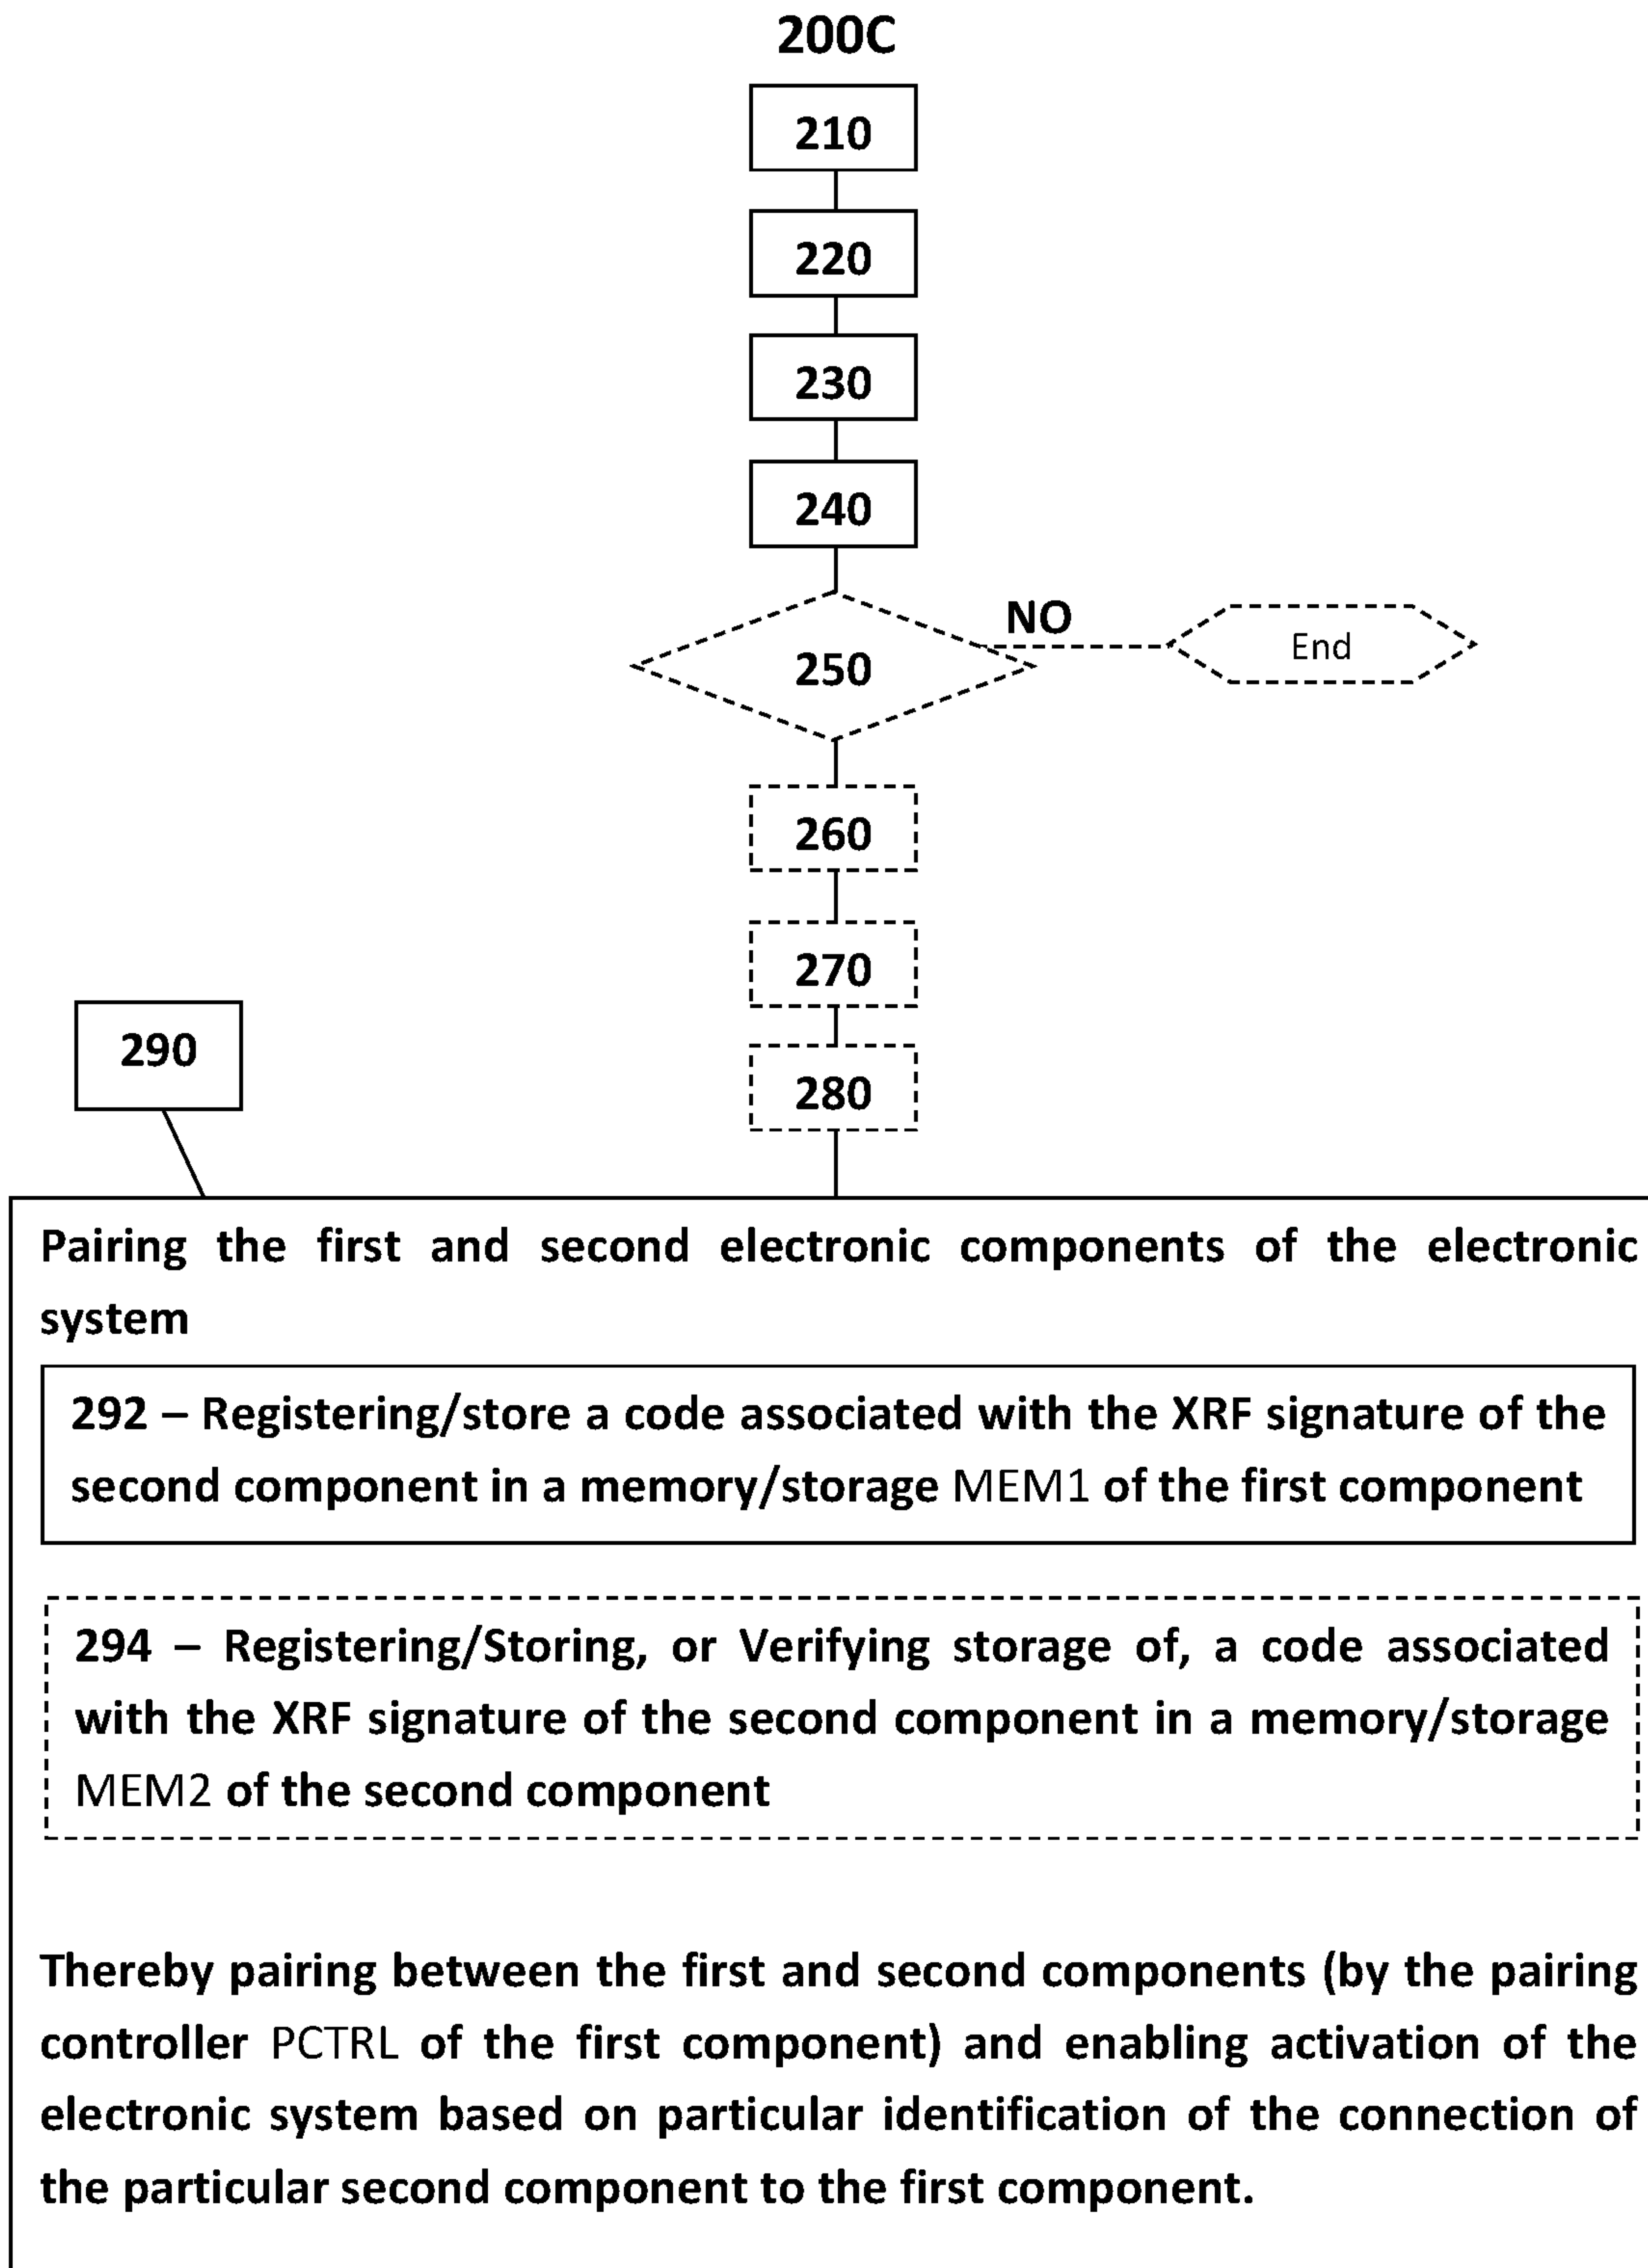 200C
210
220
230
240
NO
End
250
260
270
290
280
Pairing the first and second electronic components of the electronic
system
292 – Registering/store a code associated with the XRF signature of the
second component in a memory/storage MEM1 of the first component
294 – Registering/Storing, or Verifying storage of, a code associated
with the XRF signature of the second component in a memory/storage
MEM2 of the second component
Thereby pairing between the first and second components (by the pairing
controller PCTRL of the first component) and enabling activation of the
electronic system based on particular identification of the connection of
the particular second component to the first component.